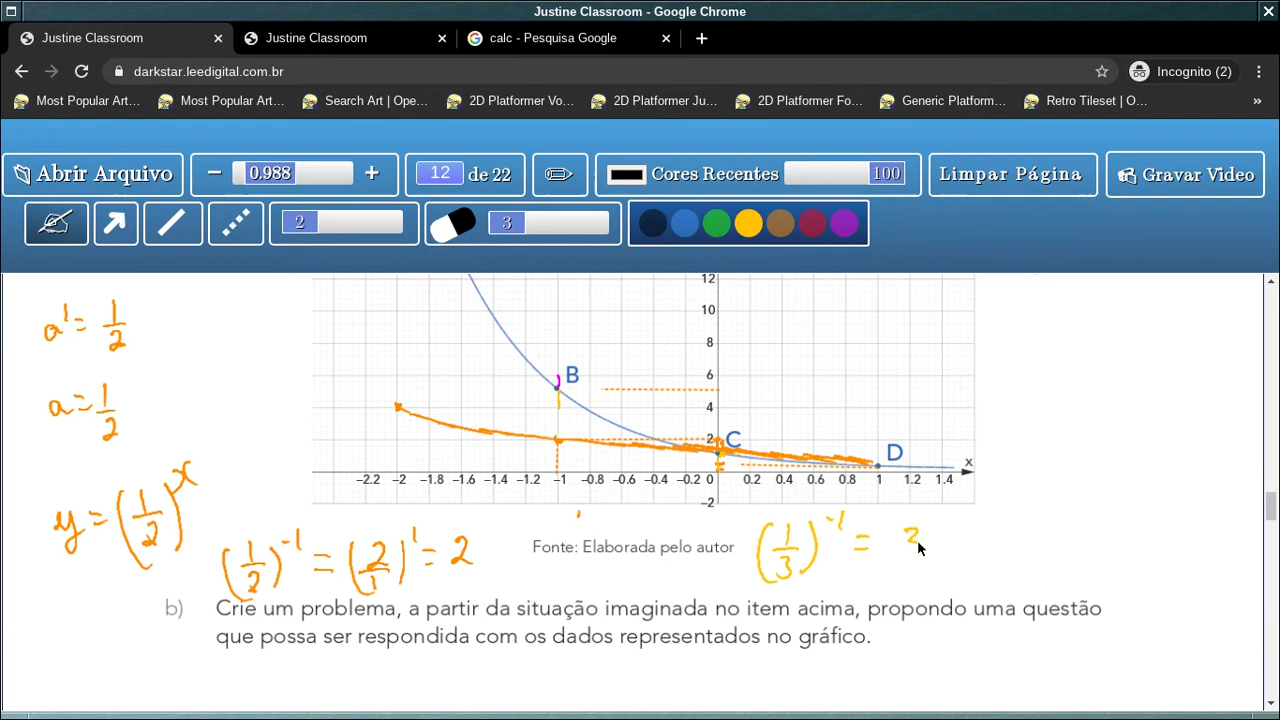 Justine Classroom - Google Chrome
Justine Classroom
Justine Classroom
calc - Pesquisa Google
darkstar.leedigital.com.br
Incognito (2)
Most Popular Art...
Most Popular Art...
Search Art | Ope...
2D Platformer Vo...
2D Platformer Ju...
2D Platformer Fo...
Generic Platform...
Retro Tileset | O...
»
Abrir Arquivo
− 0.988 +
12 de 22
Cores Recentes 100
Limpar Página
Gravar Video
2
3
12
10
8
6
4
2
B
C
D
x
-2.2 -2 -1.8 -1.6 -1.4 -1.2 -1 -0.8 -0.6 -0.4 -0.2 0 0.2 0.4 0.6 0.8 1 1.2 1.4
-2
a¹ = 1/2
a = 1/2
y = (1/2)^x
(1/2)^-1 = (2/1)^1 = 2
(1/3)^-1 = 3
Fonte: Elaborada pelo autor
b) Crie um problema, a partir da situação imaginada no item acima, propondo uma questão
que possa ser respondida com os dados representados no gráfico.